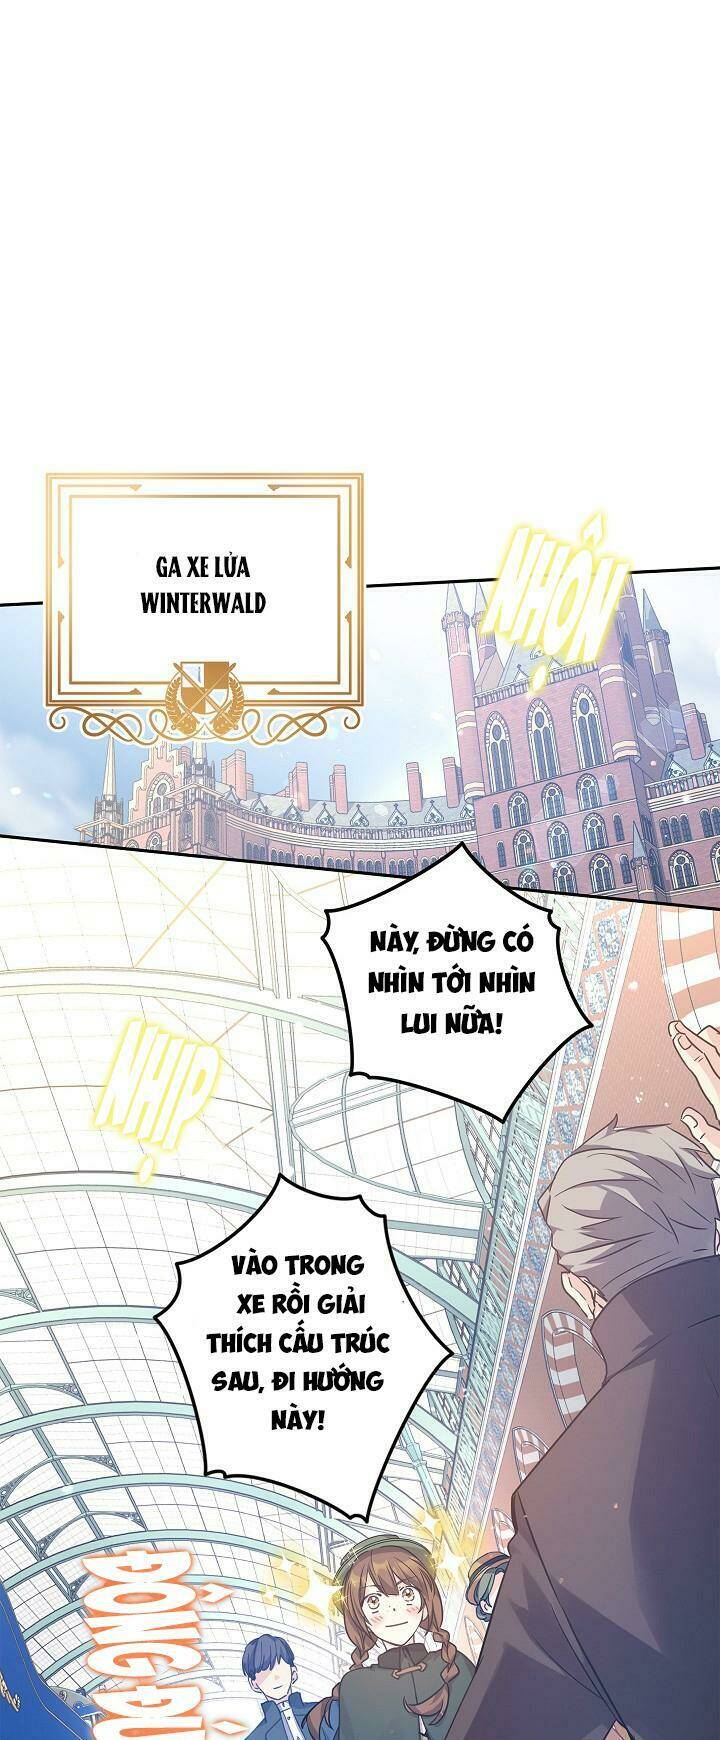 GA XE LỬA
WINTERWALD
NHỘN
NÀY, ĐỪNG CÓ
NHÌN TỚI NHÌN
LUI NỮA!
NHỊP
VÀO TRONG
XE RỒI GIẢI
THÍCH CẤU TRÚC
SAU, ĐI HƯỚNG
NÀY!
ĐÔNG